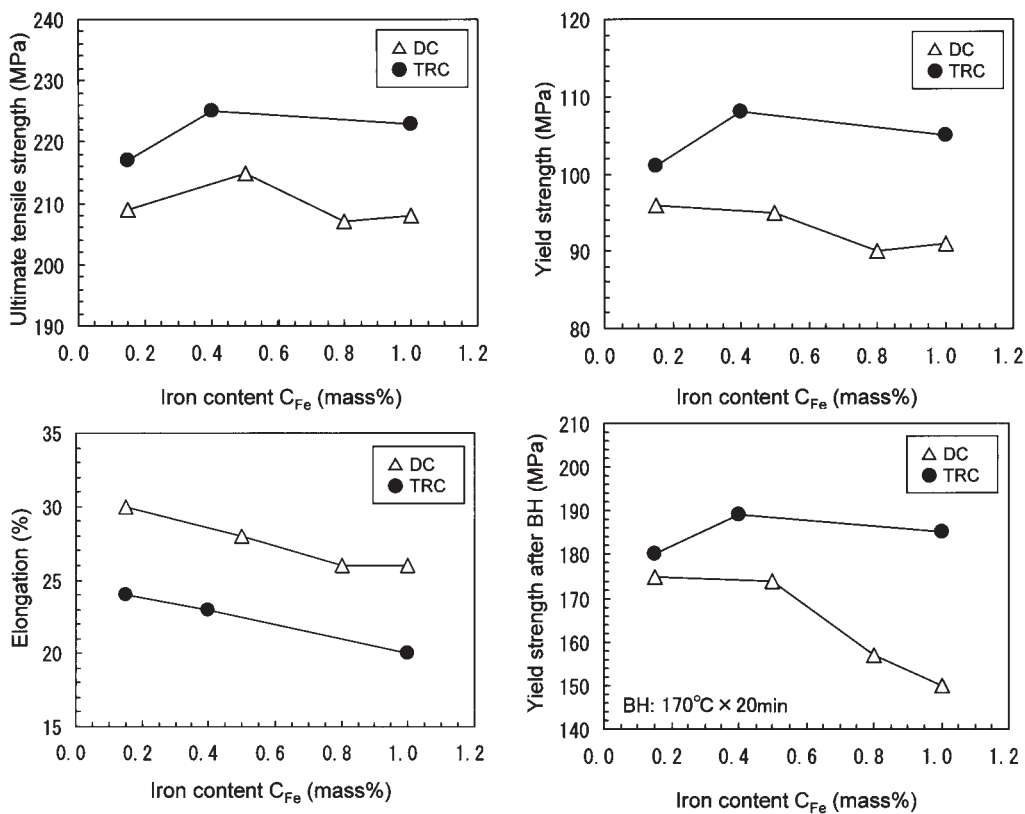 Ultimate tensile strength (MPa)
240
230
220
210
200
190
0.0 0.2 0.4 0.6 0.8 1.0 1.2
Iron content C_Fe (mass%)
DC
TRC
Yield strength (MPa)
120
110
100
90
80
0.0 0.2 0.4 0.6 0.8 1.0 1.2
Iron content C_Fe (mass%)
DC
TRC
Elongation (%)
35
30
25
20
15
0.0 0.2 0.4 0.6 0.8 1.0 1.2
Iron content C_Fe (mass%)
DC
TRC
Yield strength after BH (MPa)
210
200
190
180
170
160
150
140
0.0 0.2 0.4 0.6 0.8 1.0 1.2
Iron content C_Fe (mass%)
DC
TRC
BH: 170°C×20min